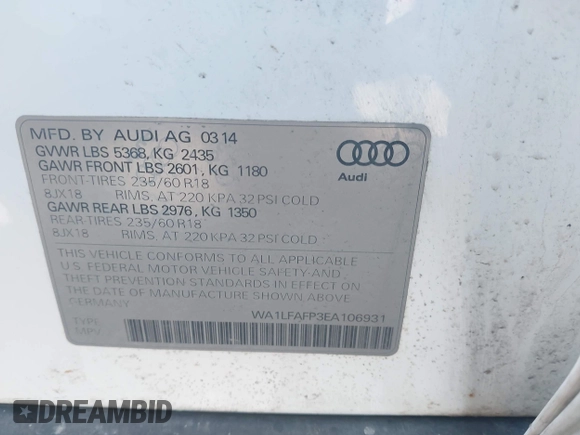 MFD. BY AUDI AG 03 14
GVWR LBS 5368, KG 2435
GAWR FRONT LBS 2601, KG 1180
FRONT-TIRES 235/60 R18
8JX18 RIMS, AT 220 KPA 32 PSI COLD
GAWR REAR LBS 2976, KG 1350
REAR-TIRES 235/60 R18
8JX18 RIMS, AT 220 KPA 32 PSI COLD
Audi
THIS VEHICLE CONFORMS TO ALL APPLICABLE
U.S. FEDERAL MOTOR VEHICLE SAFETY-AND
THEFT PREVENTION STANDARDS IN EFFECT ON
THE DATE OF MANUFACTURE SHOWN ABOVE
GERMANY WA1LFAFP3EA106931
TYPE:
MPV
DREAMBID